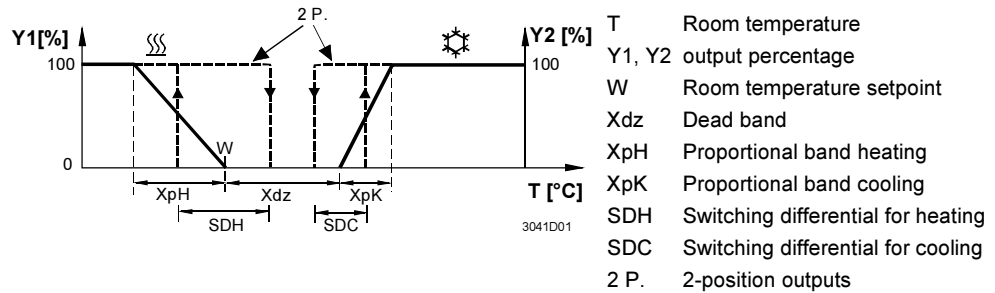 2 P.
Y1[%]
Y2 [%]
100
100
W
0
XpH
Xdz
XpK
T [°C]
SDH
SDC
3041D01
T Room temperature
Y1, Y2 output percentage
W Room temperature setpoint
Xdz Dead band
XpH Proportional band heating
XpK Proportional band cooling
SDH Switching differential for heating
SDC Switching differential for cooling
2 P. 2-position outputs